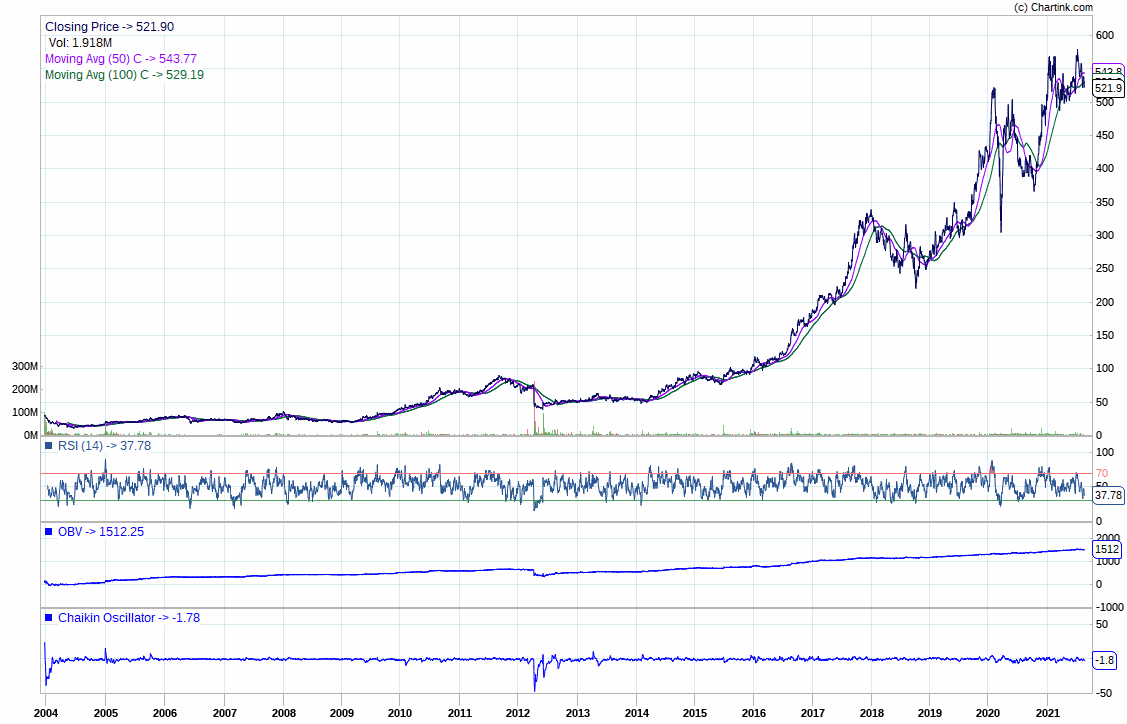 (c) Chartink.com
Closing Price -> 521.90
Vol: 1.918M
Moving Avg (50) C -> 543.77
Moving Avg (100) C -> 529.19
600
543.8
521.9
500
450
400
350
300
250
200
150
100
50
0
300M
200M
100M
0M
RSI (14) -> 37.78
100
70
50
37.78
0
OBV -> 1512.25
2000
1512
1000
0
-1000
Chaikin Oscillator -> -1.78
50
-1.8
-50
2004 2005 2006 2007 2008 2009 2010 2011 2012 2013 2014 2015 2016 2017 2018 2019 2020 2021